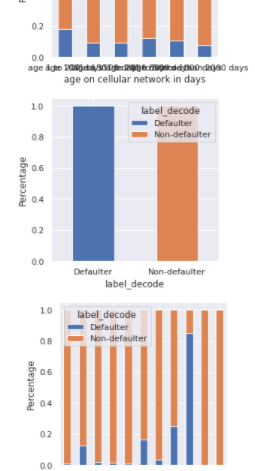 0.2
0.0
age on cellular network in days
1.0
label_decode
Defaulter
Non-defaulter
0.8
0.6
0.4
0.2
0.0
Percentage
Defaulter Non-defaulter
label_decode
1.0
label_decode
Defaulter
Non-defaulter
0.8
0.6
0.4
0.2
0.0
Percentage